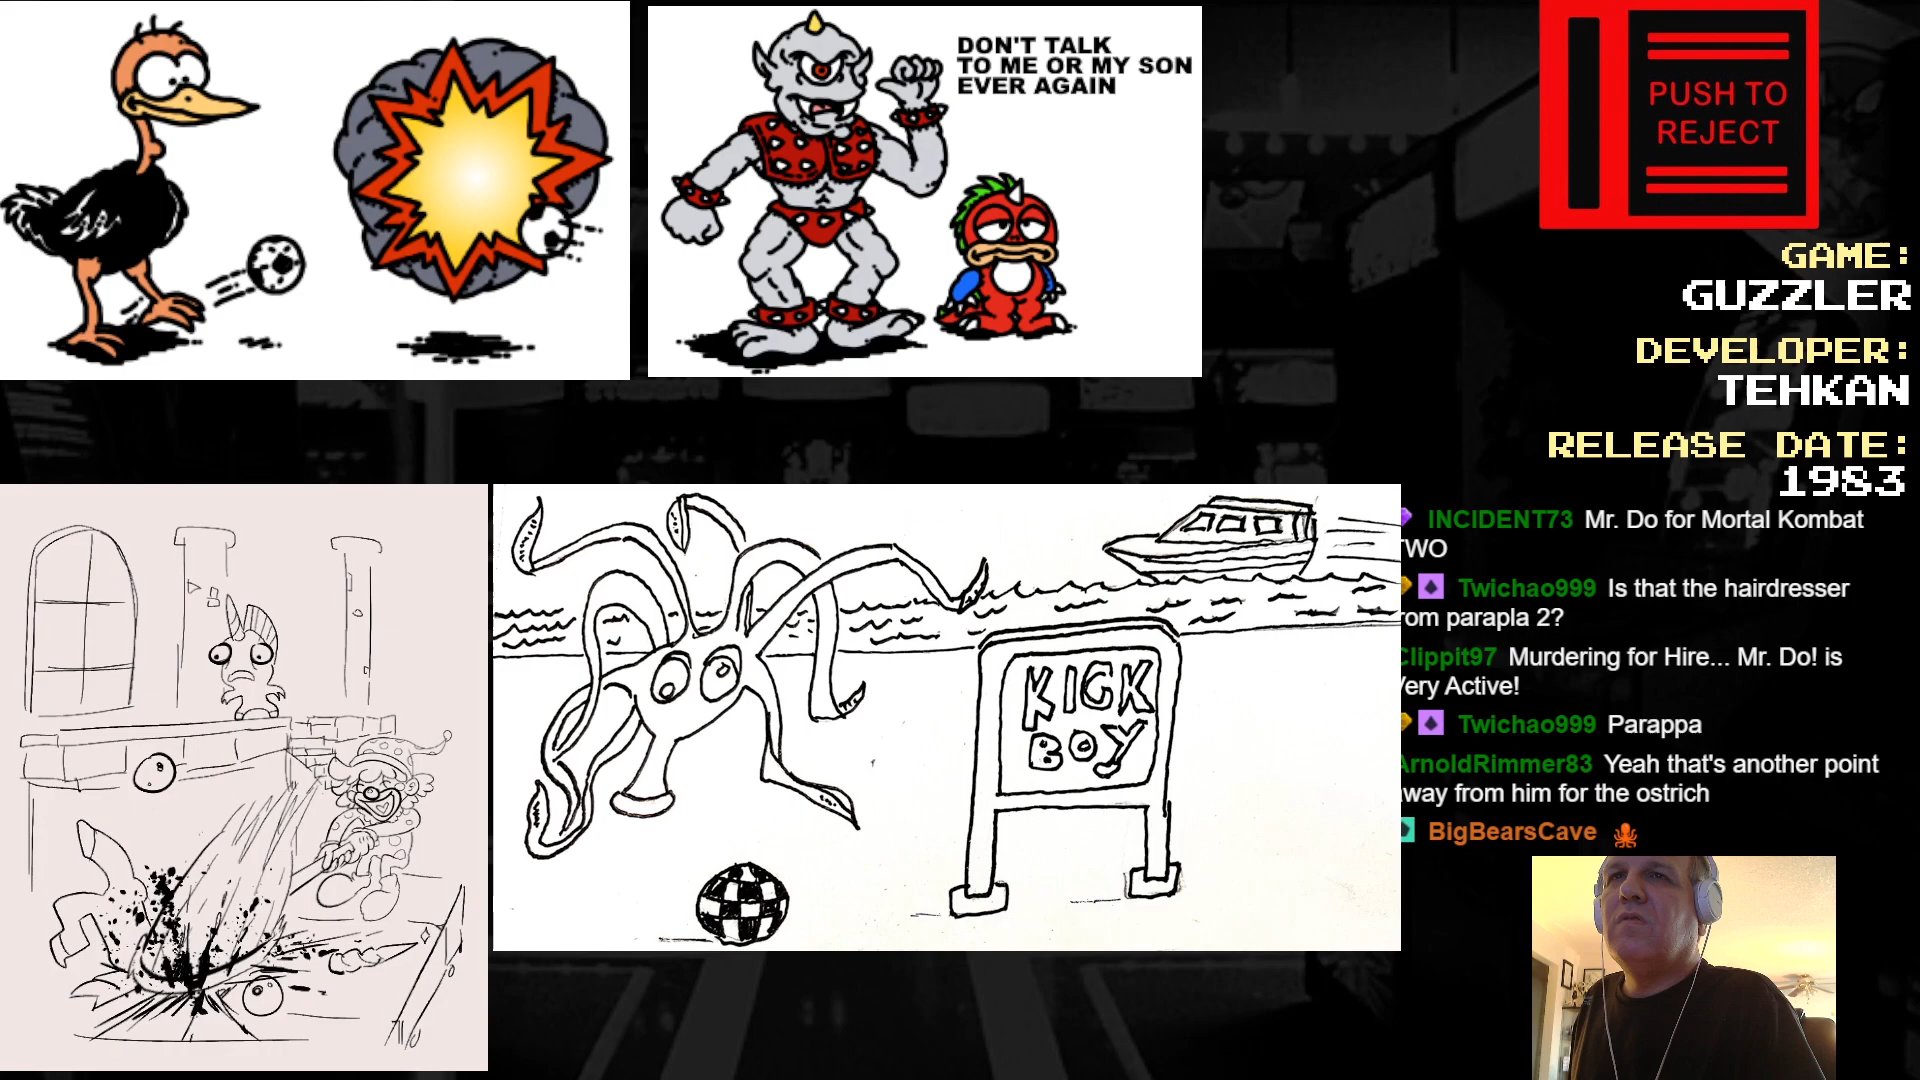 DON'T TALK
TO ME OR MY SON
EVER AGAIN
PUSH TO
REJECT
GAME:
GUZZLER
DEVELOPER:
TEHKAN
RELEASE DATE:
1983
INCIDENT73 Mr. Do for Mortal Kombat
TWO
Twichao999 Is that the hairdresser
from parapla 2?
Clippit97 Murdering for Hire... Mr. Do! is
Very Active!
Twichao999 Parappa
ArnoldRimmer83 Yeah that's another point
away from him for the ostrich
BigBearsCave
KICK
BOY